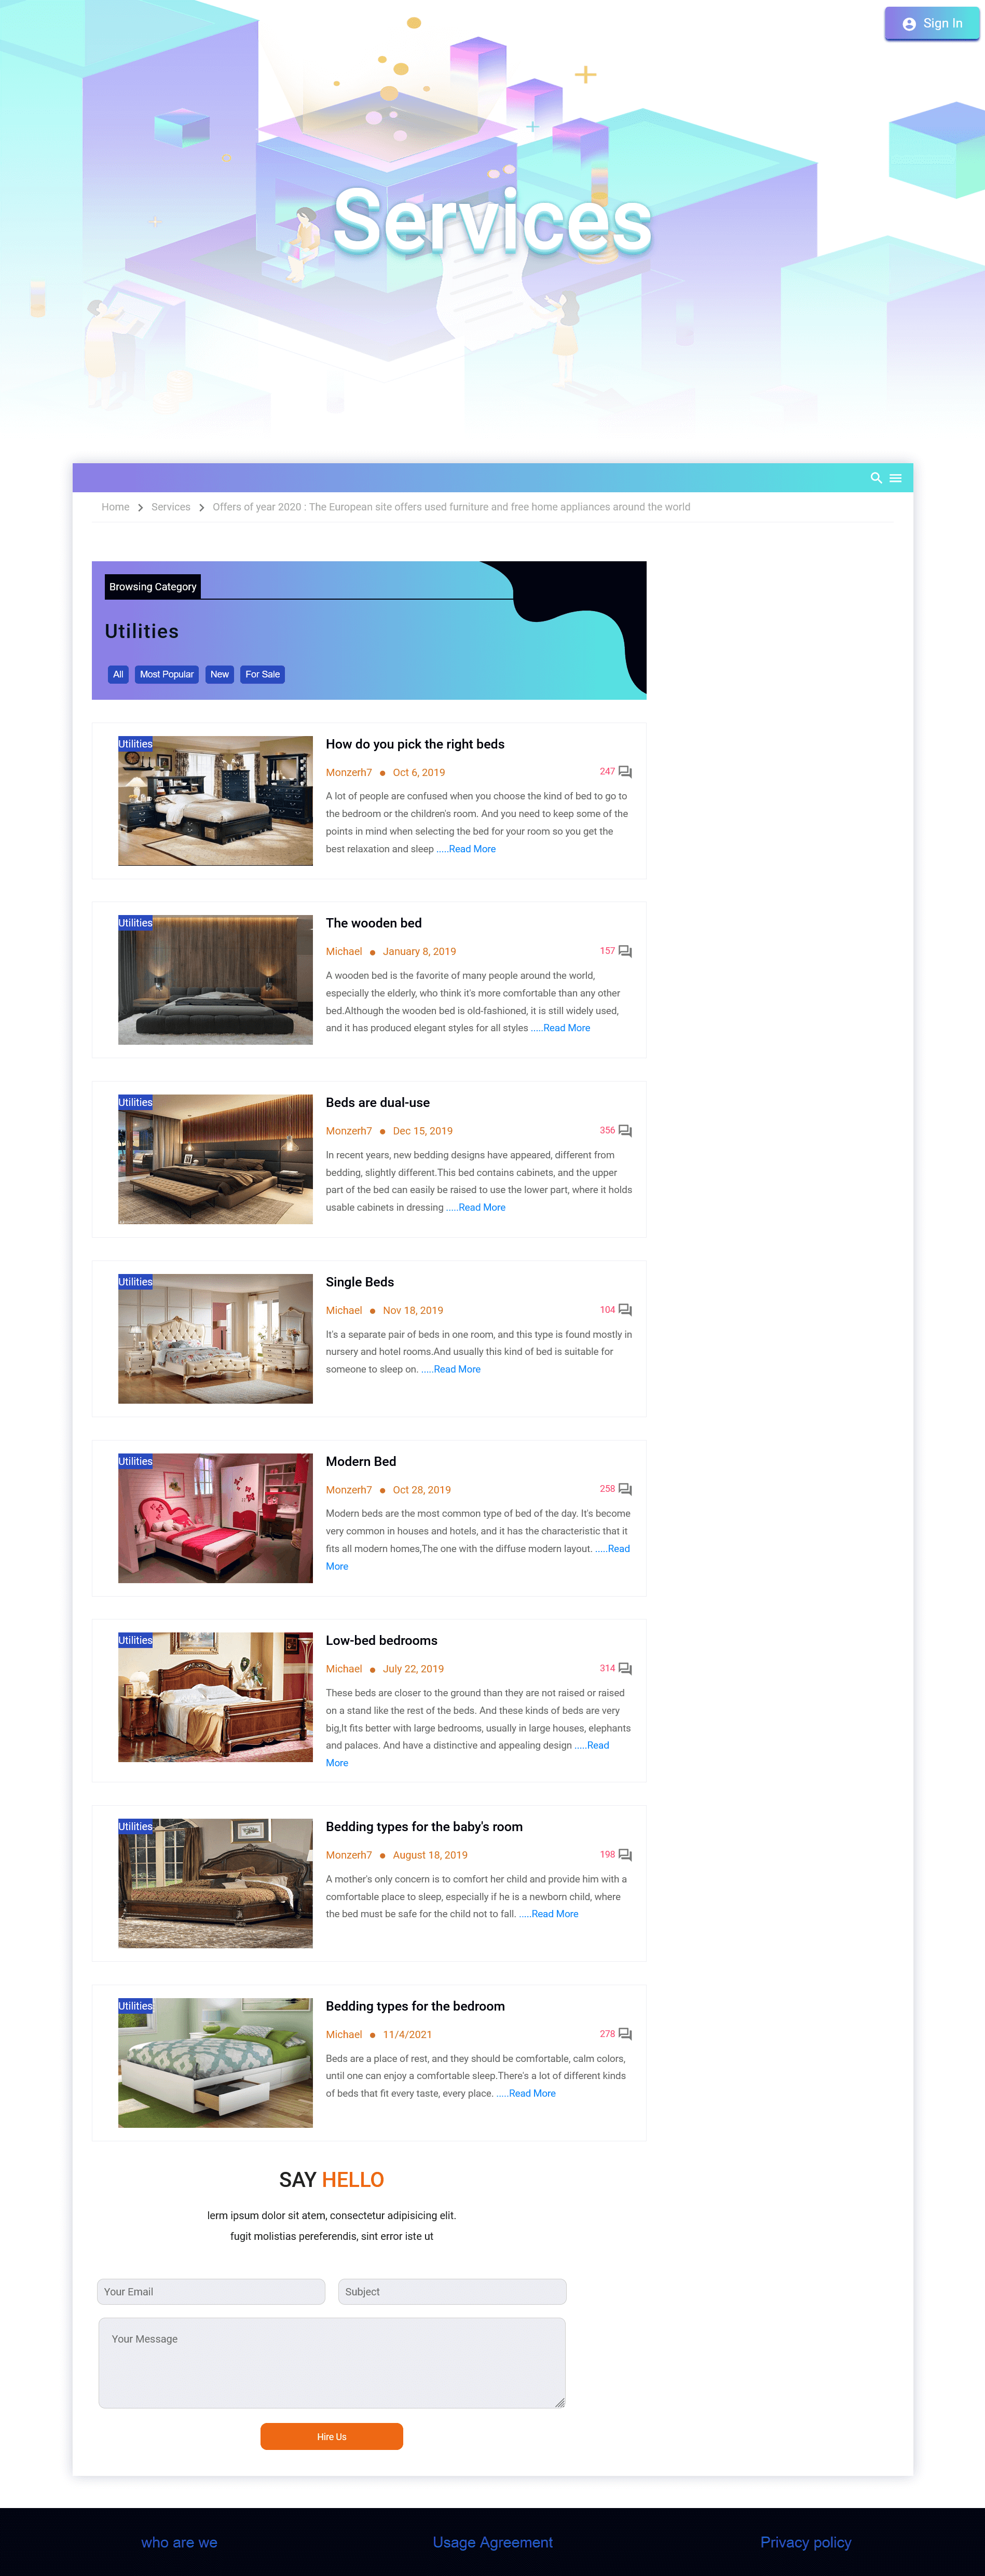 Sign In
Services
Home > Services > Offers of year 2020 : The European site offers used furniture and free home appliances around the world
Browsing Category
Utilities
All Most Popular New For Sale
Utilities
How do you pick the right beds
Monzerh7 ● Oct 6, 2019 247
A lot of people are confused when you choose the kind of bed to go to
the bedroom or the children's room. And you need to keep some of the
points in mind when selecting the bed for your room so you get the
best relaxation and sleep .....Read More
Utilities
The wooden bed
Michael ● January 8, 2019 157
A wooden bed is the favorite of many people around the world,
especially the elderly, who think it's more comfortable than any other
bed.Although the wooden bed is old-fashioned, it is still widely used,
and it has produced elegant styles for all styles .....Read More
Utilities
Beds are dual-use
Monzerh7 ● Dec 15, 2019 356
In recent years, new bedding designs have appeared, different from
bedding, slightly different.This bed contains cabinets, and the upper
part of the bed can easily be raised to use the lower part, where it holds
usable cabinets in dressing .....Read More
Utilities
Single Beds
Michael ● Nov 18, 2019 104
It's a separate pair of beds in one room, and this type is found mostly in
nursery and hotel rooms.And usually this kind of bed is suitable for
someone to sleep on. .....Read More
Utilities
Modern Bed
Monzerh7 ● Oct 28, 2019 258
Modern beds are the most common type of bed of the day. It's become
very common in houses and hotels, and it has the characteristic that it
fits all modern homes,The one with the diffuse modern layout. .....Read
More
Utilities
Low-bed bedrooms
Michael ● July 22, 2019 314
These beds are closer to the ground than they are not raised or raised
on a stand like the rest of the beds. And these kinds of beds are very
big,It fits better with large bedrooms, usually in large houses, elephants
and palaces. And have a distinctive and appealing design .....Read
More
Utilities
Bedding types for the baby's room
Monzerh7 ● August 18, 2019 198
A mother's only concern is to comfort her child and provide him with a
comfortable place to sleep, especially if he is a newborn child, where
the bed must be safe for the child not to fall. .....Read More
Utilities
Bedding types for the bedroom
Michael ● 11/4/2021 278
Beds are a place of rest, and they should be comfortable, calm colors,
until one can enjoy a comfortable sleep.There's a lot of different kinds
of beds that fit every taste, every place. .....Read More
SAY HELLO
lerm ipsum dolor sit atem, consectetur adipisicing elit.
fugit molistias pereferendis, sint error iste ut
Your Email Subject
Your Message
Hire Us
who are we Usage Agreement Privacy policy